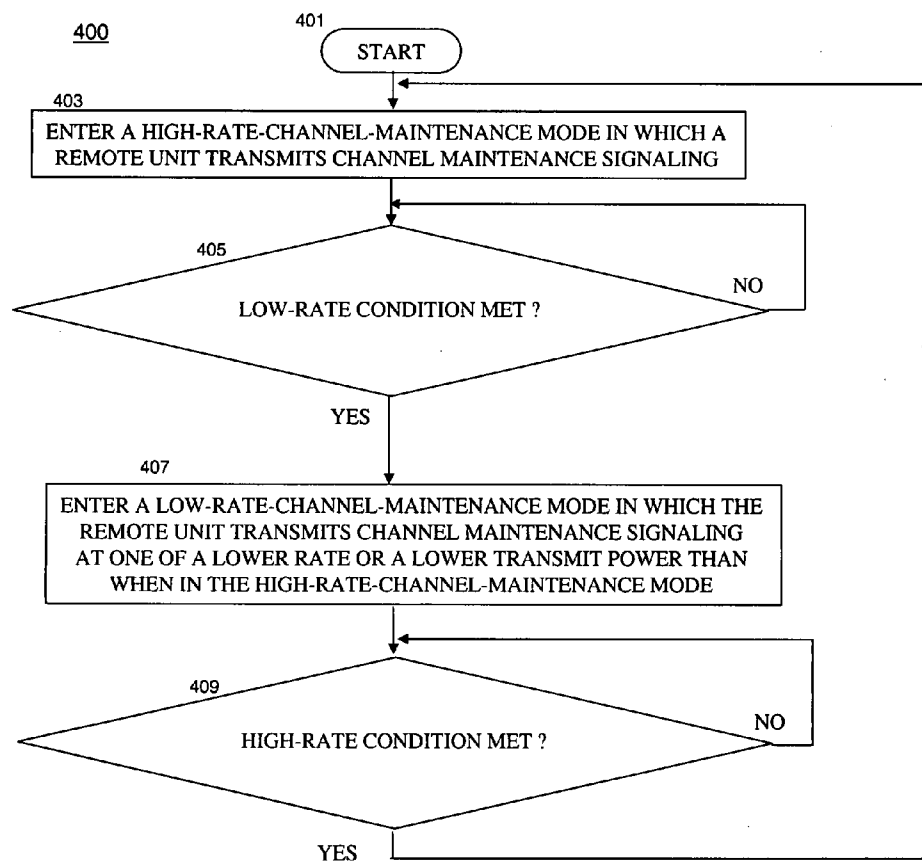 400
401
START
403
ENTER A HIGH-RATE-CHANNEL-MAINTENANCE MODE IN WHICH A
REMOTE UNIT TRANSMITS CHANNEL MAINTENANCE SIGNALING
405
LOW-RATE CONDITION MET ?
NO
YES
407
ENTER A LOW-RATE-CHANNEL-MAINTENANCE MODE IN WHICH THE
REMOTE UNIT TRANSMITS CHANNEL MAINTENANCE SIGNALING
AT ONE OF A LOWER RATE OR A LOWER TRANSMIT POWER THAN
WHEN IN THE HIGH-RATE-CHANNEL-MAINTENANCE MODE
409
HIGH-RATE CONDITION MET ?
NO
YES